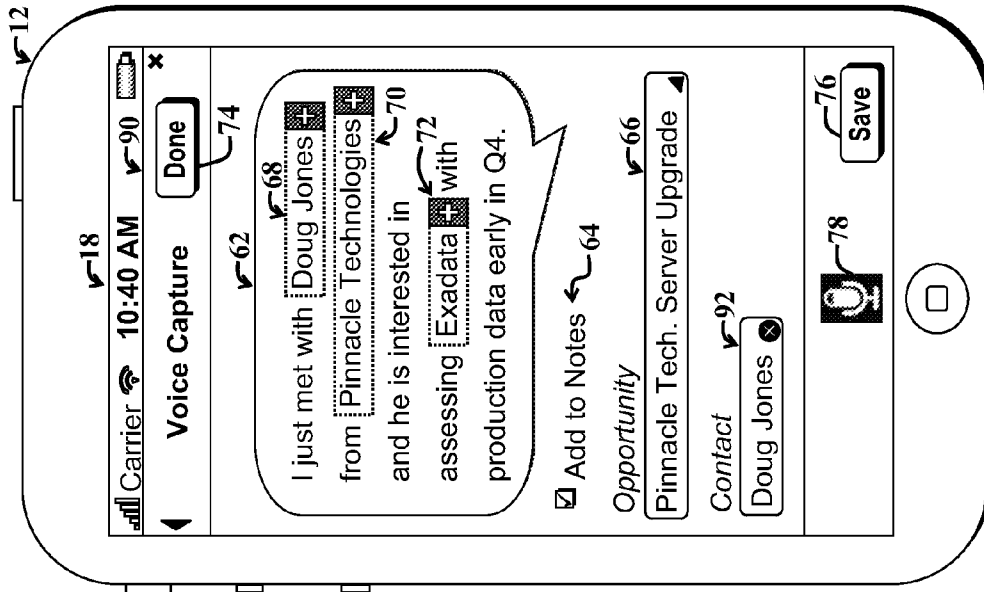 12
18
90
Carrier 10:40 AM
Voice Capture
Done
74
62
68
I just met with Doug Jones +
from Pinnacle Technologies +
70
and he is interested in
72
assessing Exadata + with
production data early in Q4.
Add to Notes
64
Opportunity
66
Pinnacle Tech. Server Upgrade
Contact
92
Doug Jones
78
76
Save